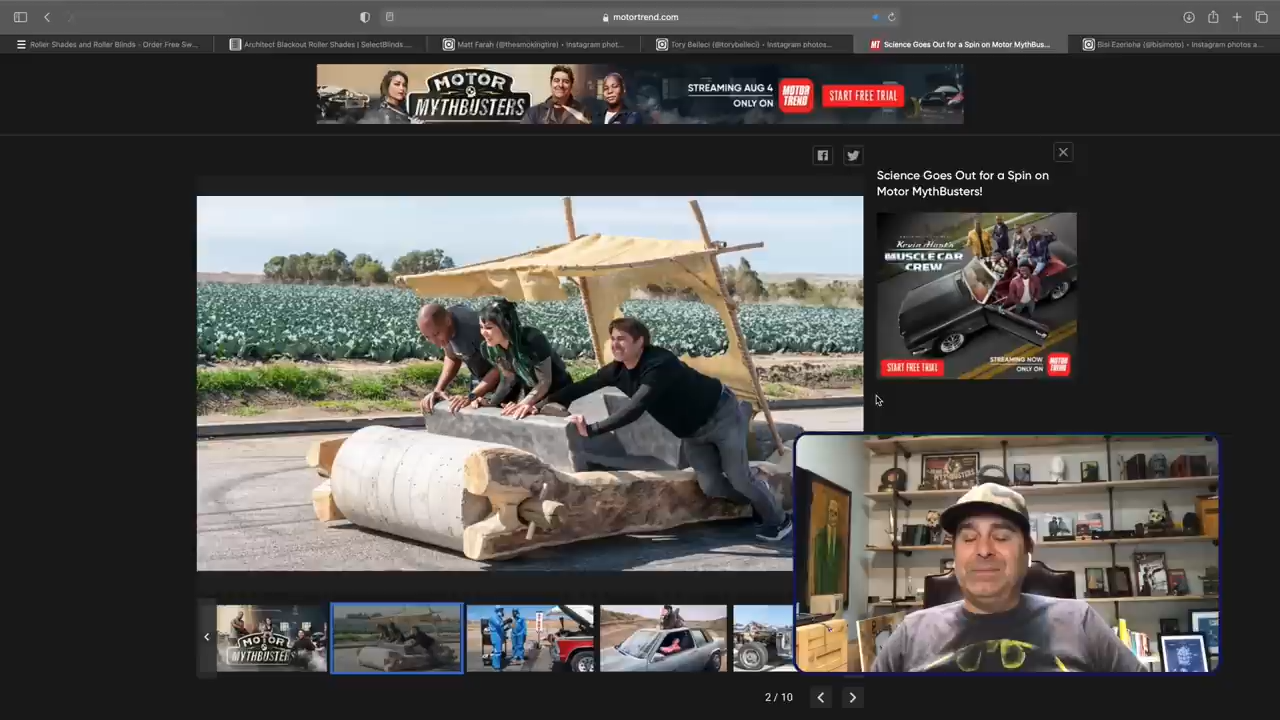 motortrend.com
Roller Shades and Roller Blinds - Order Free Sw...
Architect Blackout Roller Shades | SelectBlinds....
Matt Farah (@thesmokingtire) • Instagram phot...
Tory Belleci (@torybelleci) • Instagram photos...
MT Science Goes Out for a Spin on Motor MythBus...
Bisi Ezerioha (@bisimoto) • Instagram photos a...
MOTOR
MYTHBUSTERS
STREAMING AUG 4
ONLY ON
MOTOR
TREND
START FREE TRIAL
Science Goes Out for a Spin on
Motor MythBusters!
Kevin Hart's
MUSCLE CAR
CREW
START FREE TRIAL
STREAMING NOW
ONLY ON
MOTOR
TREND
MOTOR
MYTHBUSTERS
2 / 10